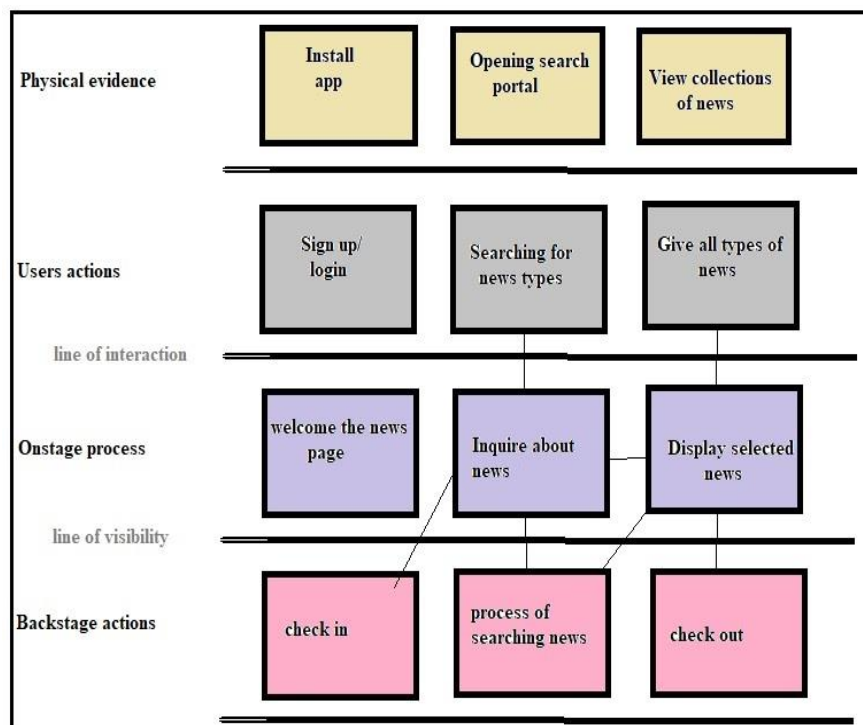 Physical evidence
Install
app
Opening search
portal
View collections
of news
Users actions
Sign up/
login
Searching for
news types
Give all types of
news
line of interaction
Onstage process
welcome the news
page
Inquire about
news
Display selected
news
line of visibility
Backstage actions
check in
process of
searching news
check out